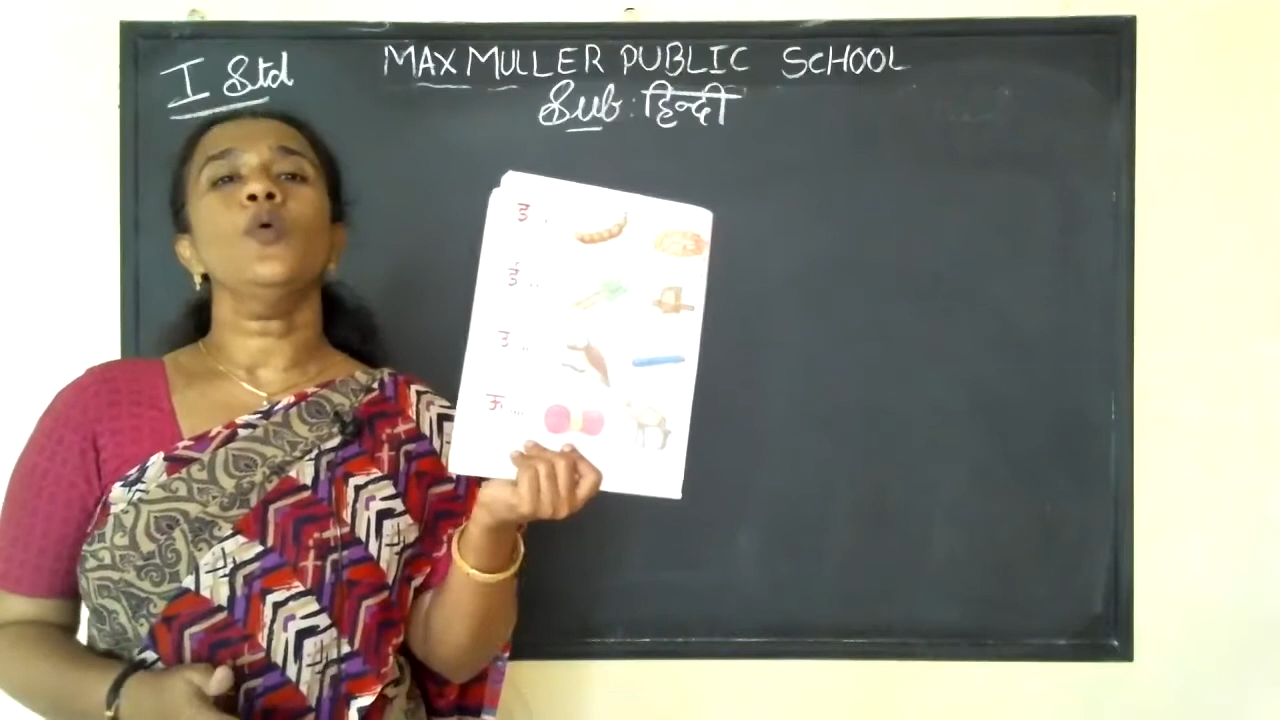 I Std
MAX MULLER PUBLIC SCHOOL
Sub : हिन्दी
इ ..
ई ...
उ ...
ऊ ....